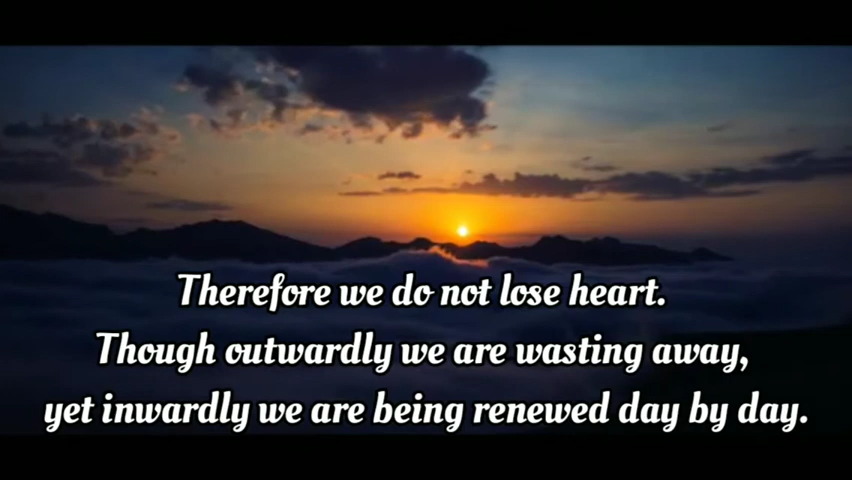 Therefore we do not lose heart.
Though outwardly we are wasting away,
yet inwardly we are being renewed day by day.